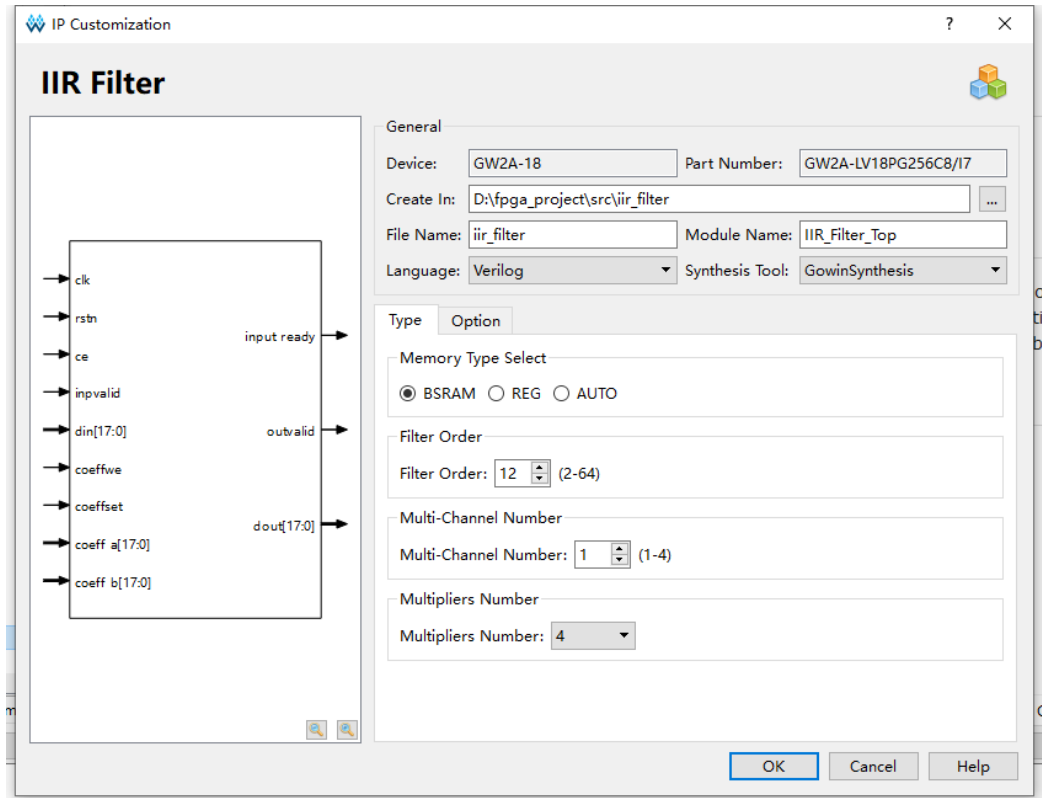 IP Customization
?
IIR Filter
clk
rstn
ce
inpvalid
din[17:0]
coeffwe
coeffset
coeff a[17:0]
coeff b[17:0]
input ready
outvalid
dout[17:0]
General
Device: GW2A-18 Part Number: GW2A-LV18PG256C8/I7
Create In: D:\fpga_project\src\iir_filter ...
File Name: iir_filter Module Name: IIR_Filter_Top
Language: Verilog Synthesis Tool: GowinSynthesis
Type Option
Memory Type Select
BSRAM REG AUTO
Filter Order
Filter Order: 12 (2-64)
Multi-Channel Number
Multi-Channel Number: 1 (1-4)
Multipliers Number
Multipliers Number: 4
OK Cancel Help